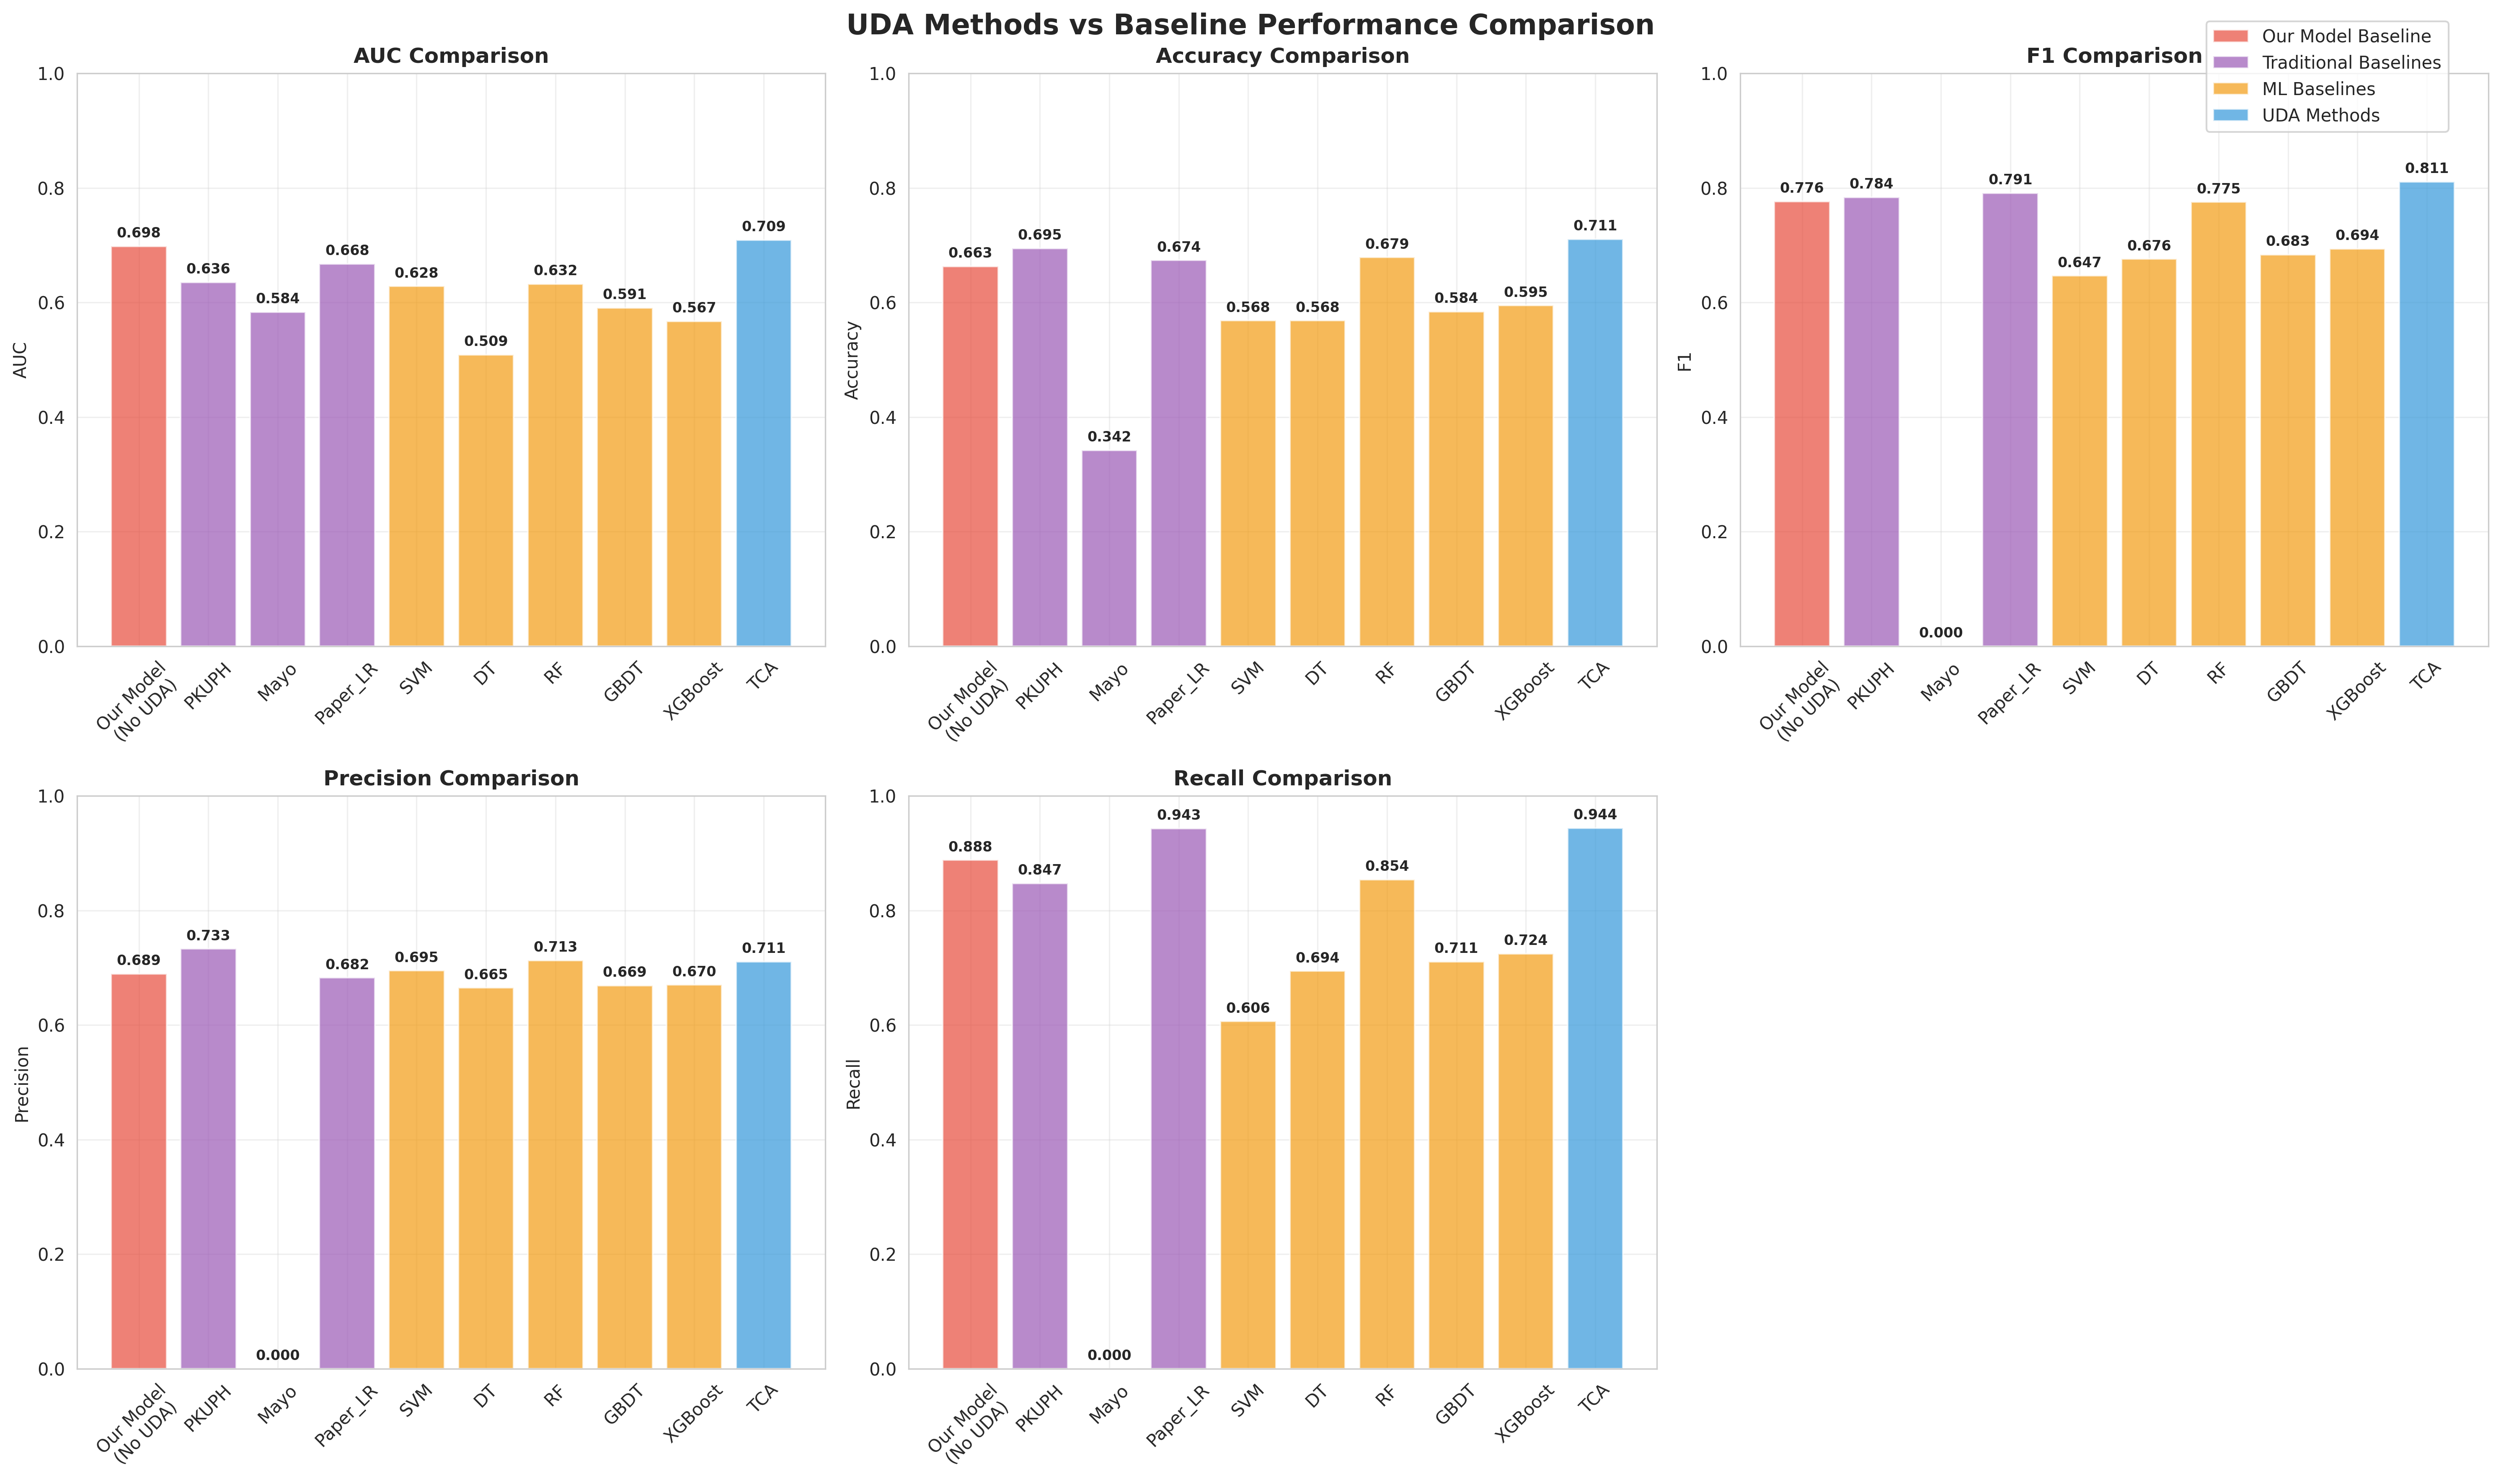 UDA Methods vs Baseline Performance Comparison
AUC Comparison
1.0
0.8
0.6
0.4
0.2
0.0
AUC
0.698
0.636
0.584
0.668
0.628
0.509
0.632
0.591
0.567
0.709
Our Model
(No UDA)
PKUPH
Mayo
Paper_LR
SVM
DT
RF
GBDT
XGBoost
TCA
Accuracy Comparison
1.0
0.8
0.6
0.4
0.2
0.0
Accuracy
0.663
0.695
0.342
0.674
0.568
0.568
0.679
0.584
0.595
0.711
Our Model
(No UDA)
PKUPH
Mayo
Paper_LR
SVM
DT
RF
GBDT
XGBoost
TCA
F1 Comparison
Our Model Baseline
Traditional Baselines
ML Baselines
UDA Methods
1.0
0.8
0.6
0.4
0.2
0.0
F1
0.776
0.784
0.000
0.791
0.647
0.676
0.775
0.683
0.694
0.811
Our Model
(No UDA)
PKUPH
Mayo
Paper_LR
SVM
DT
RF
GBDT
XGBoost
TCA
Precision Comparison
1.0
0.8
0.6
0.4
0.2
0.0
Precision
0.689
0.733
0.000
0.682
0.695
0.665
0.713
0.669
0.670
0.711
Our Model
(No UDA)
PKUPH
Mayo
Paper_LR
SVM
DT
RF
GBDT
XGBoost
TCA
Recall Comparison
1.0
0.8
0.6
0.4
0.2
0.0
Recall
0.888
0.847
0.000
0.943
0.606
0.694
0.854
0.711
0.724
0.944
Our Model
(No UDA)
PKUPH
Mayo
Paper_LR
SVM
DT
RF
GBDT
XGBoost
TCA